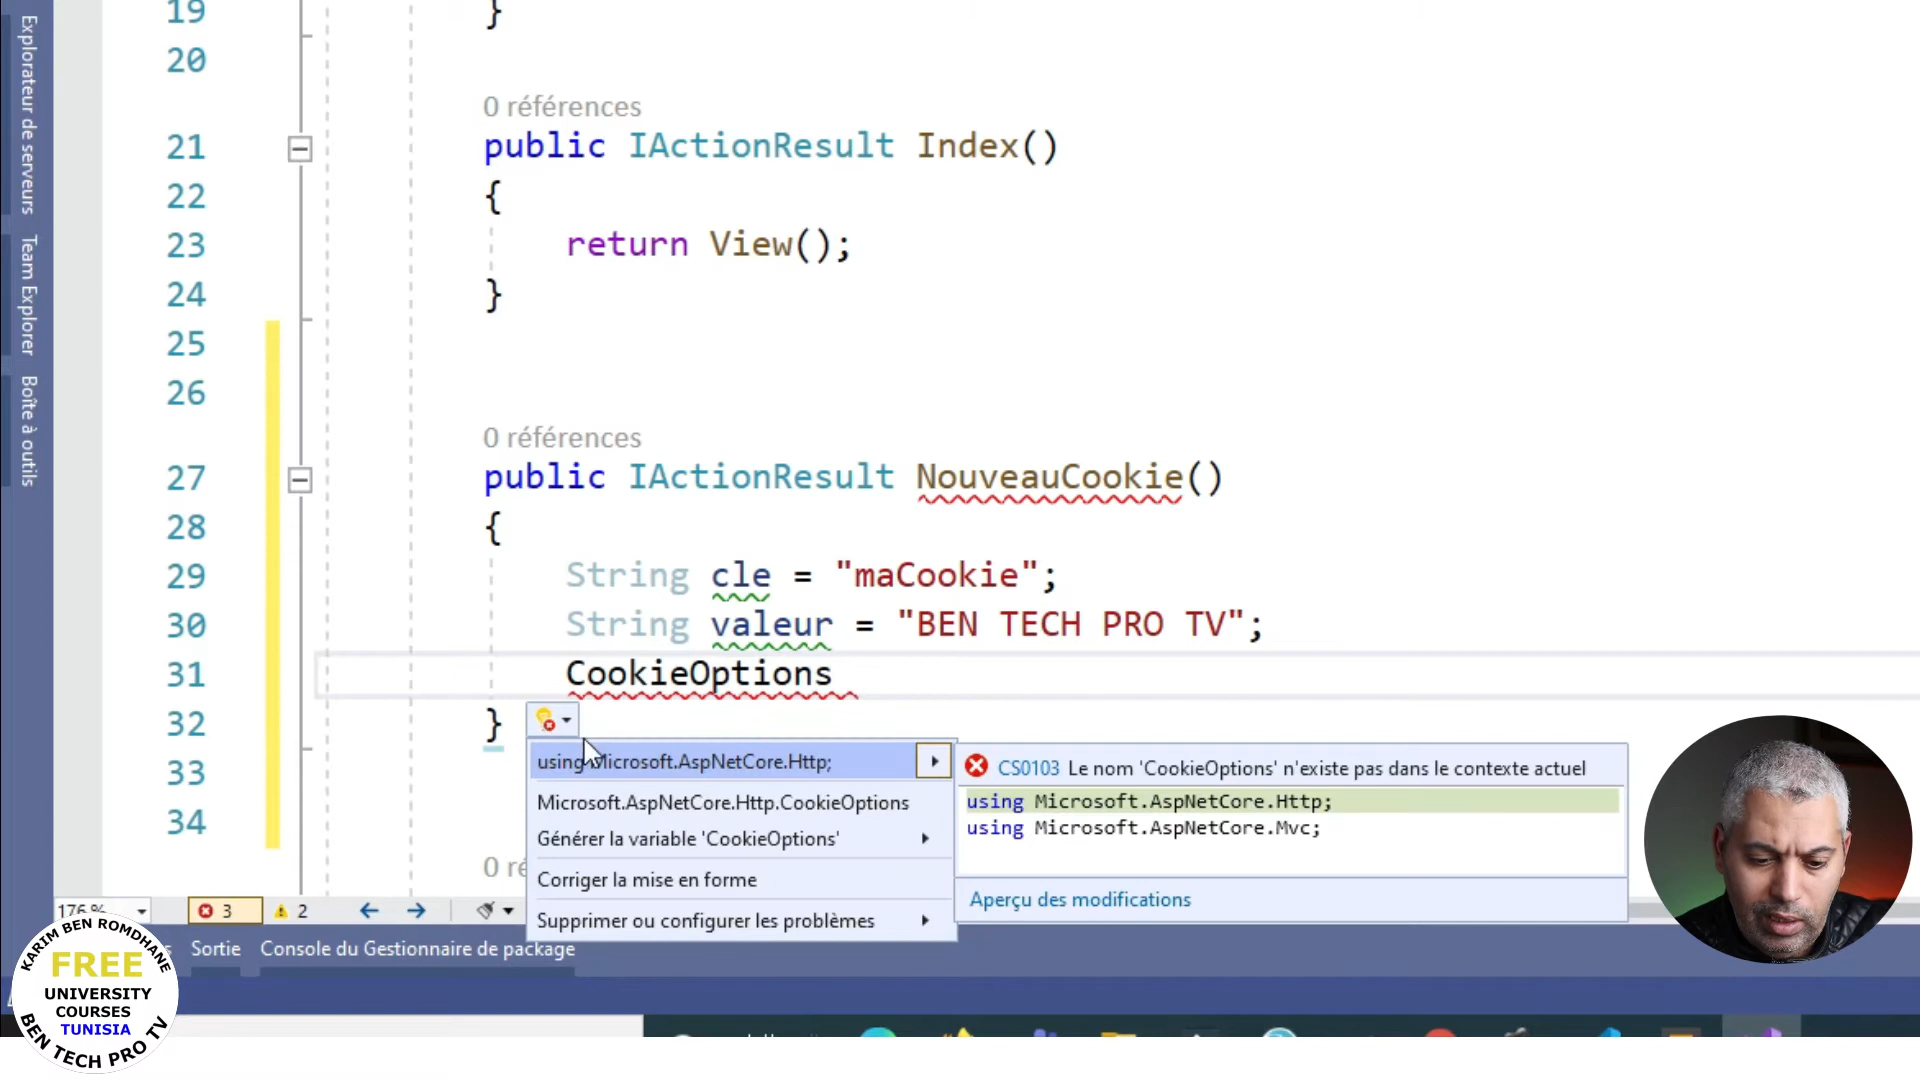 Explorateur de serveurs
Team Explorer
Boîte à outils
19 }
20
0 références
21 public IActionResult Index()
22 {
23 return View();
24 }
25
26
0 références
27 public IActionResult NouveauCookie()
28 {
29 String cle = "maCookie";
30 String valeur = "BEN TECH PRO TV";
31 CookieOptions
32 }
33
34
using Microsoft.AspNetCore.Http;
Microsoft.AspNetCore.Http.CookieOptions
Générer la variable 'CookieOptions'
Corriger la mise en forme
Supprimer ou configurer les problèmes
CS0103 Le nom 'CookieOptions' n'existe pas dans le contexte actuel
using Microsoft.AspNetCore.Http;
using Microsoft.AspNetCore.Mvc;
Aperçu des modifications
176 %
3
2
Sortie
Console du Gestionnaire de package
KARIM BEN ROMDHANE
FREE
UNIVERSITY
COURSES
TUNISIA
BEN TECH PRO TV